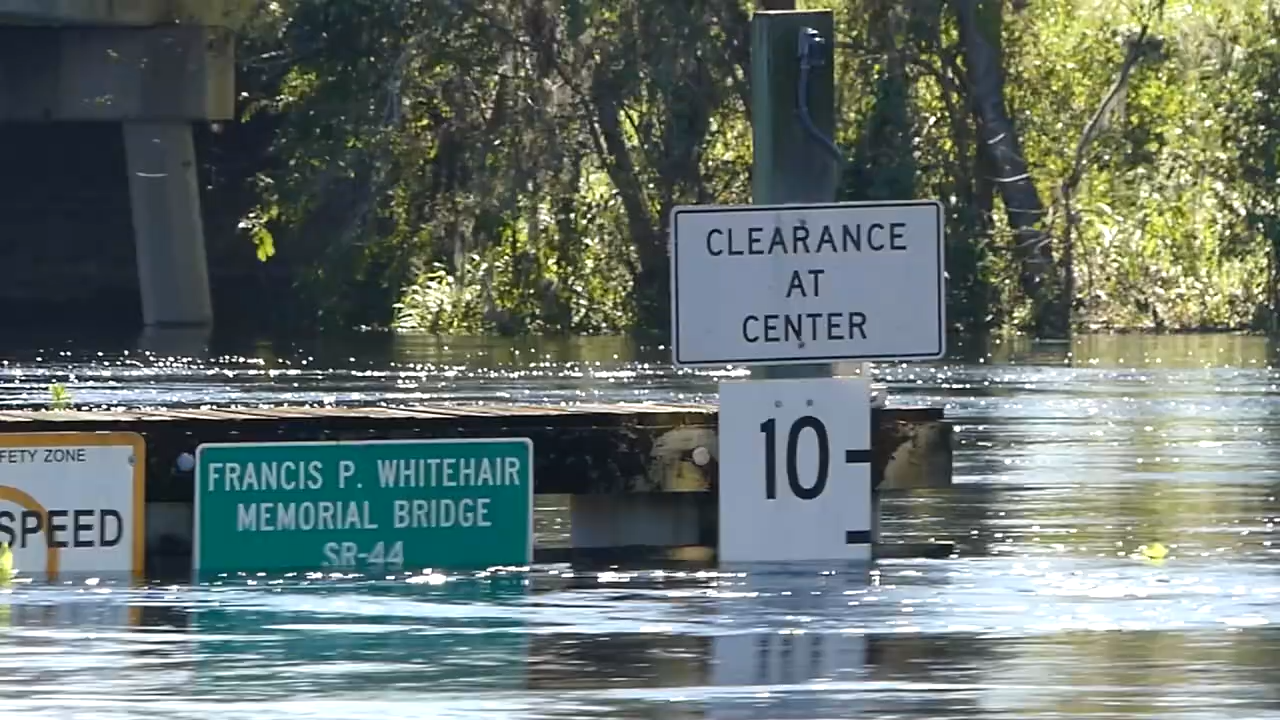 CLEARANCE
AT
CENTER
10
FETY ZONE
SPEED
FRANCIS P. WHITEHAIR
MEMORIAL BRIDGE
SR-44